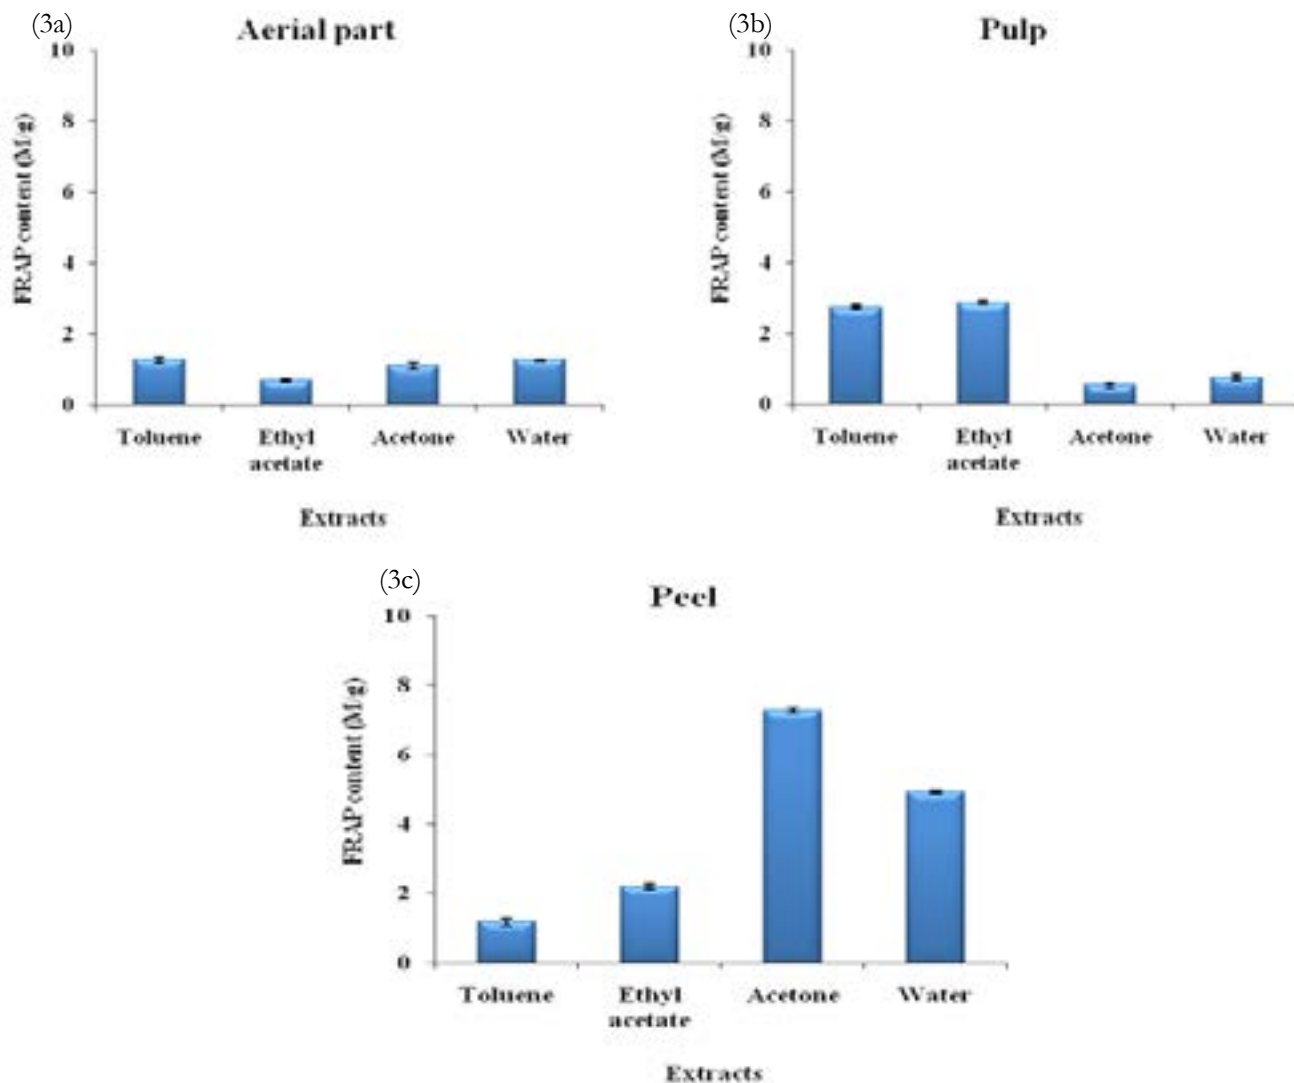 (3a)
Aerial part
10
8
6
4
2
0
FRAP content (M/g)
Toluene
Ethyl
acetate
Acetone
Water
Extracts
(3b)
Pulp
10
8
6
4
2
0
FRAP content (M/g)
Toluene
Ethyl
acetate
Acetone
Water
Extracts
(3c)
Peel
10
8
6
4
2
0
FRAP content (M/g)
Toluene
Ethyl
acetate
Acetone
Water
Extracts